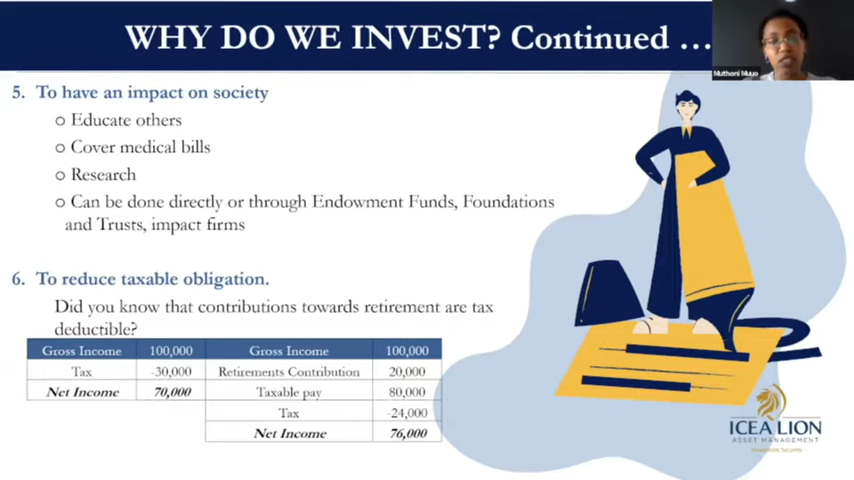 WHY DO WE INVEST? Continued ...
Muthoni Muuo
5. To have an impact on society
o Educate others
o Cover medical bills
o Research
o Can be done directly or through Endowment Funds, Foundations
and Trusts, impact firms
6. To reduce taxable obligation.
Did you know that contributions towards retirement are tax
deductible?
Gross Income 100,000 Gross Income 100,000
Tax -30,000 Retirements Contribution 20,000
Net Income 70,000 Taxable pay 80,000
Tax -24,000
Net Income 76,000
ICEA LION
ASSET MANAGEMENT